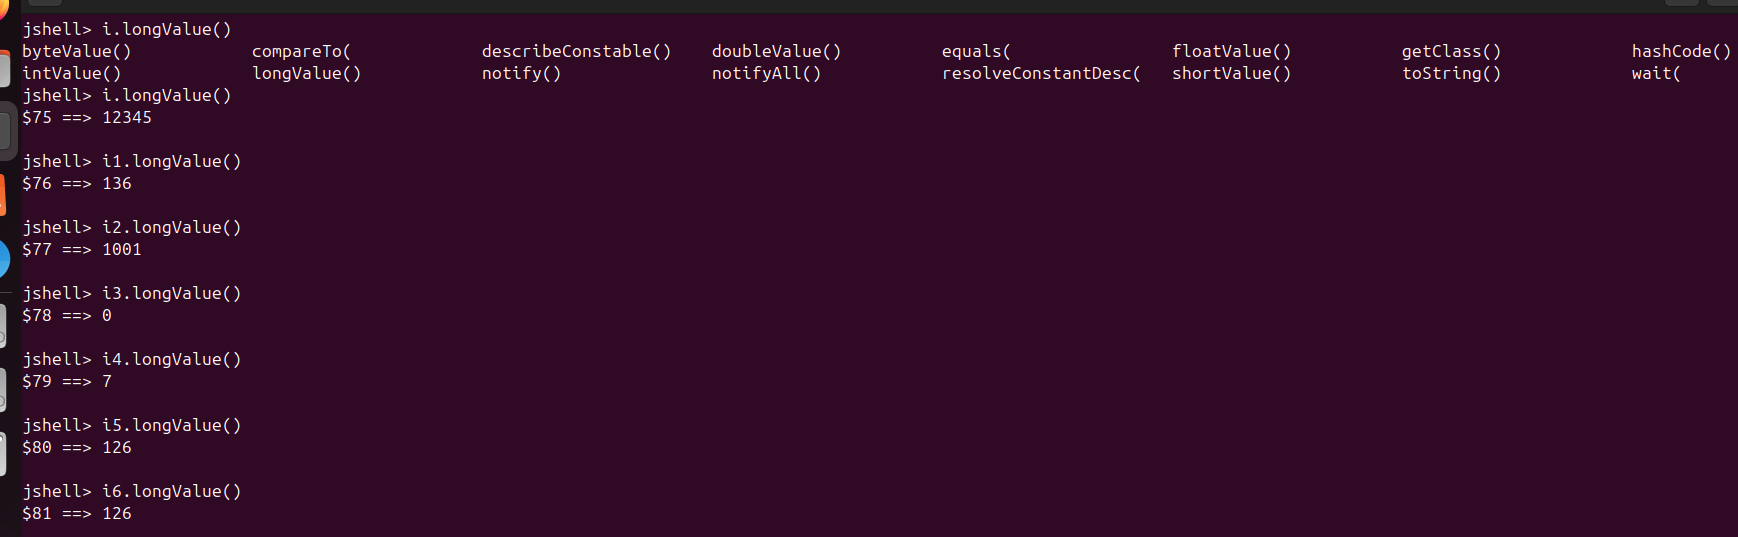 jshell> i.longValue()
byteValue() compareTo( describeConstable() doubleValue() equals( floatValue() getClass() hashCode()
intValue() longValue() notify() notifyAll() resolveConstantDesc( shortValue() toString() wait(
jshell> i.longValue()
$75 ==> 12345
jshell> i1.longValue()
$76 ==> 136
jshell> i2.longValue()
$77 ==> 1001
jshell> i3.longValue()
$78 ==> 0
jshell> i4.longValue()
$79 ==> 7
jshell> i5.longValue()
$80 ==> 126
jshell> i6.longValue()
$81 ==> 126